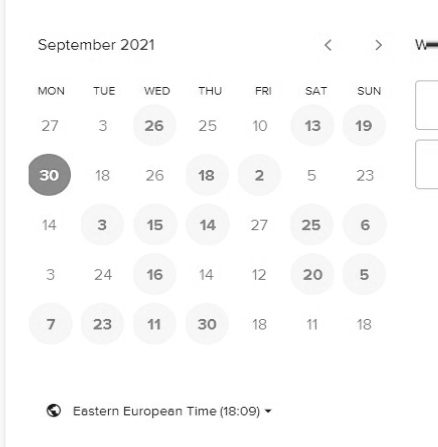 September 2021
MON TUE WED THU FRI SAT SUN
27 3 26 25 10 13 19
30 18 26 18 2 5 23
14 3 15 14 27 25 6
3 24 16 14 12 20 5
7 23 11 30 18 11 18
Eastern European Time (18:09)